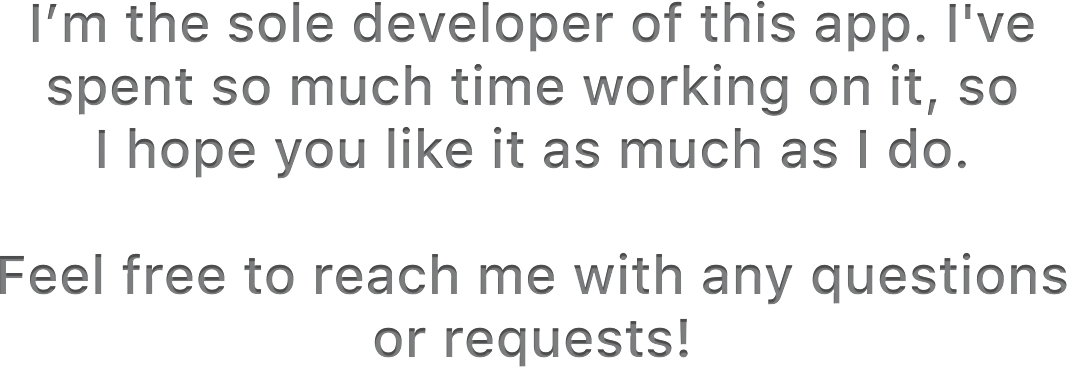 I’m the sole developer of this app. I've
spent so much time working on it, so
I hope you like it as much as I do.
Feel free to reach me with any questions
or requests!